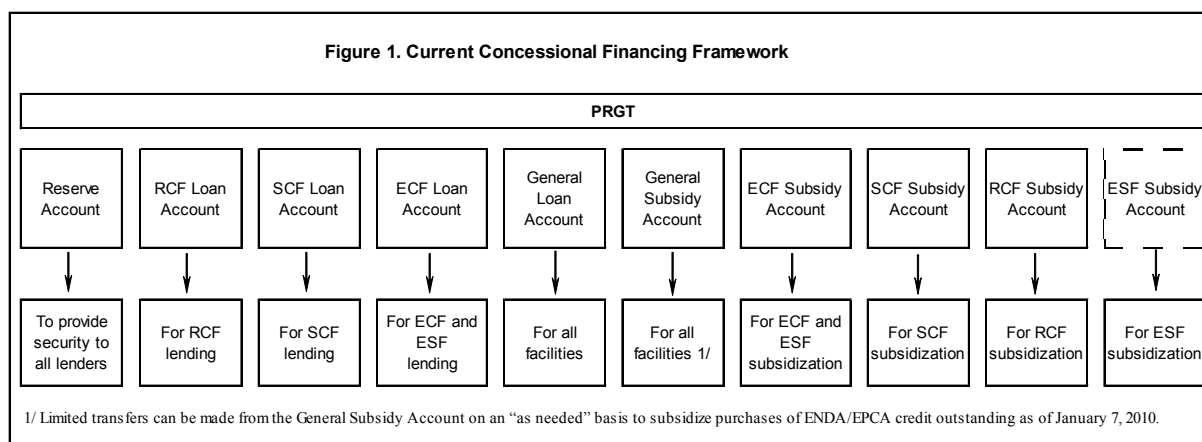 Figure 1. Current Concessional Financing Framework
PRGT
Reserve
Account
RCF Loan
Account
SCF Loan
Account
ECF Loan
Account
General
Loan
Account
General
Subsidy
Account
ECF Subsidy
Account
SCF Subsidy
Account
RCF Subsidy
Account
ESF Subsidy
Account
To provide
security to
all lenders
For RCF
lending
For SCF
lending
For ECF and
ESF
lending
For all
facilities
For all
facilities 1/
For ECF and
ESF
subsidization
For SCF
subsidization
For RCF
subsidization
For ESF
subsidization
1/ Limited transfers can be made from the General Subsidy Account on an “as needed” basis to subsidize purchases of ENDA/EPCA credit outstanding as of January 7, 2010.